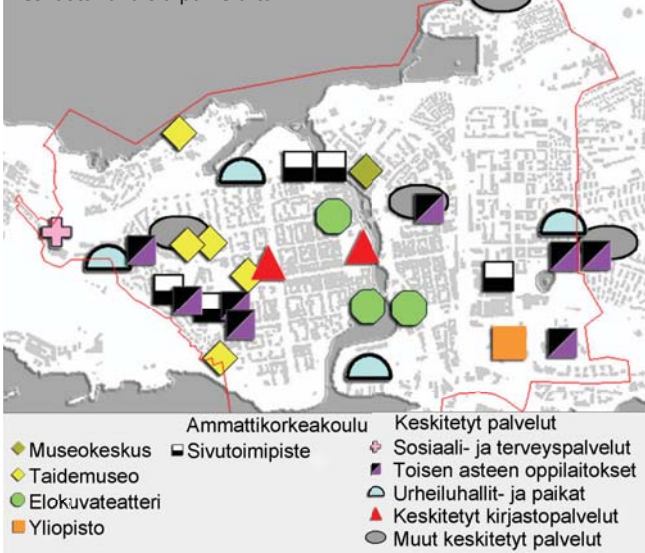 Ammattikorkeakoulu
Museokeskus
Sivutoimipiste
Taidemuseo
Elokuvateatteri
Yliopisto
Keskitetyt palvelut
Sosiaali- ja terveyspalvelut
Toisen asteen oppilaitokset
Urheiluhallit- ja paikat
Keskitetyt kirjastopalvelut
Muut keskitetyt palvelut